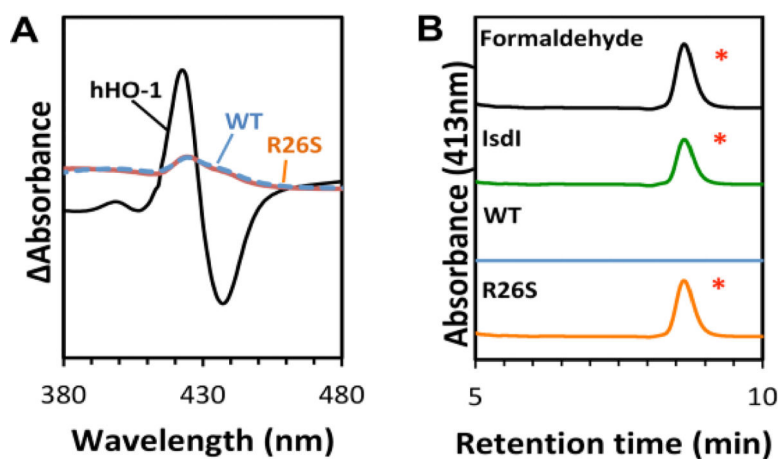 A
hHO-1
WT
R26S
ΔAbsorbance
380 430 480
Wavelength (nm)
B
Formaldehyde
*
IsdI
*
WT
R26S
*
Absorbance (413nm)
5 10
Retention time (min)